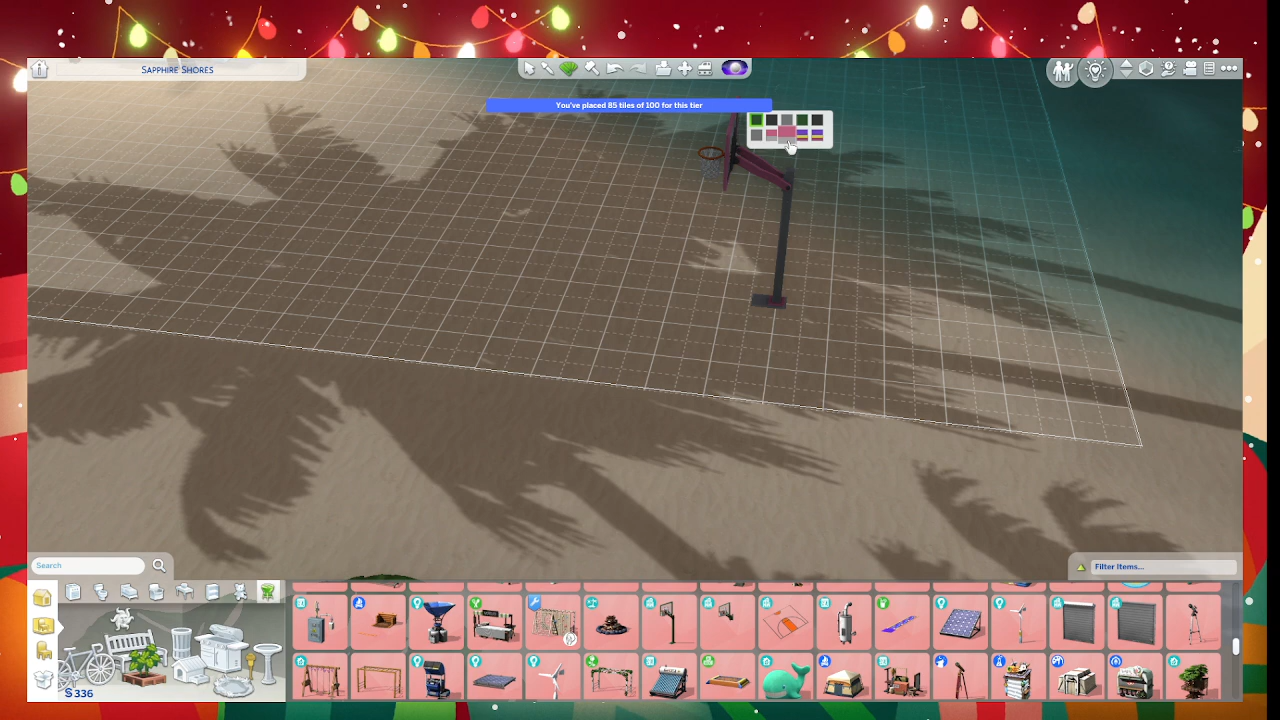 SAPPHIRE SHORES
You've placed 85 tiles of 100 for this tier
Search
Filter Items...
§336